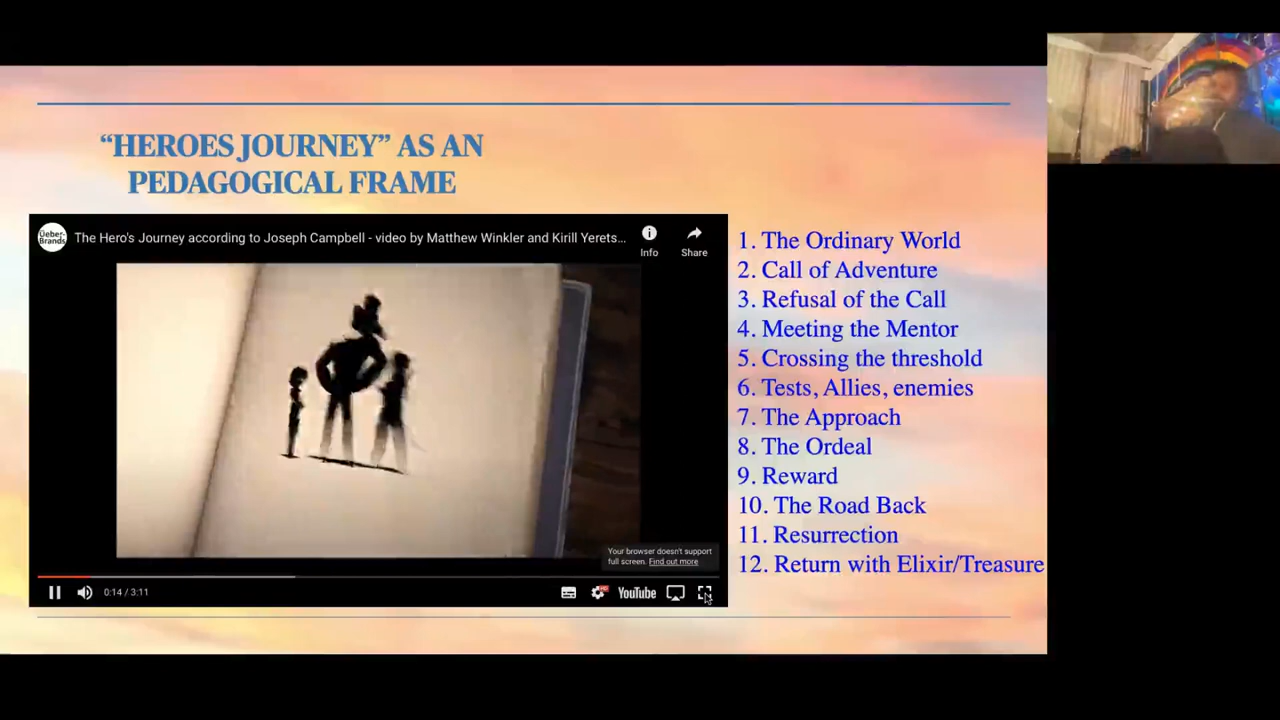 “HEROES JOURNEY” AS AN
PEDAGOGICAL FRAME
Üeber-
Brands
The Hero's Journey according to Joseph Campbell - video by Matthew Winkler and Kirill Yerets...
Info
Share
1. The Ordinary World
2. Call of Adventure
3. Refusal of the Call
4. Meeting the Mentor
5. Crossing the threshold
6. Tests, Allies, enemies
7. The Approach
8. The Ordeal
9. Reward
10. The Road Back
11. Resurrection
12. Return with Elixir/Treasure
Your browser doesn't support
full screen. Find out more
0:14 / 3:11
HD
YouTube